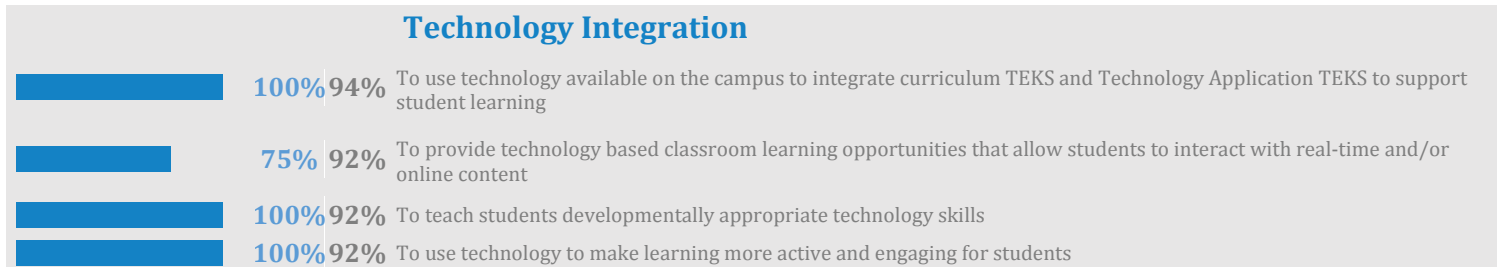 Technology Integration
100% 94% To use technology available on the campus to integrate curriculum TEKS and Technology Application TEKS to support
student learning
75% 92% To provide technology based classroom learning opportunities that allow students to interact with real-time and/or
online content
100% 92% To teach students developmentally appropriate technology skills
100% 92% To use technology to make learning more active and engaging for students